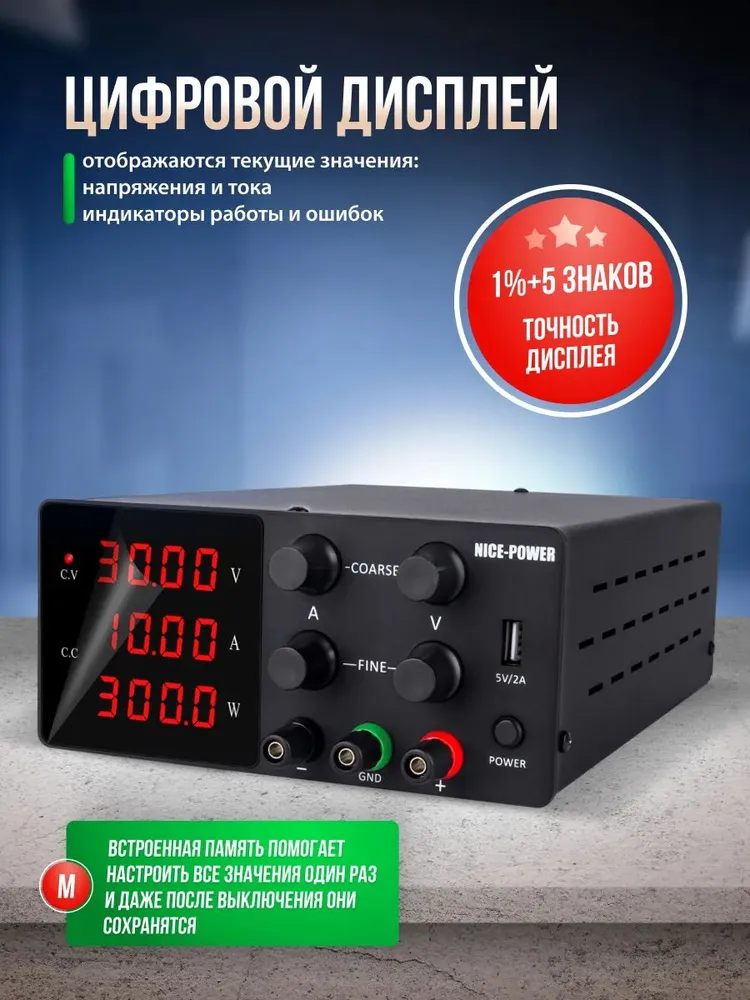 ЦИФРОВОЙ ДИСПЛЕЙ
отображаются текущие значения:
напряжения и тока
индикаторы работы и ошибок
1%+5 ЗНАКОВ
ТОЧНОСТЬ
ДИСПЛЕЯ
NICE-POWER
C.V 30.00 V
C.C 10.00 A
300.0 W
COARSE
A V
FINE
5V/2A
POWER
− GND +
M
ВСТРОЕННАЯ ПАМЯТЬ ПОМОГАЕТ
НАСТРОИТЬ ВСЕ ЗНАЧЕНИЯ ОДИН РАЗ
И ДАЖЕ ПОСЛЕ ВЫКЛЮЧЕНИЯ ОНИ
СОХРАНЯТСЯ